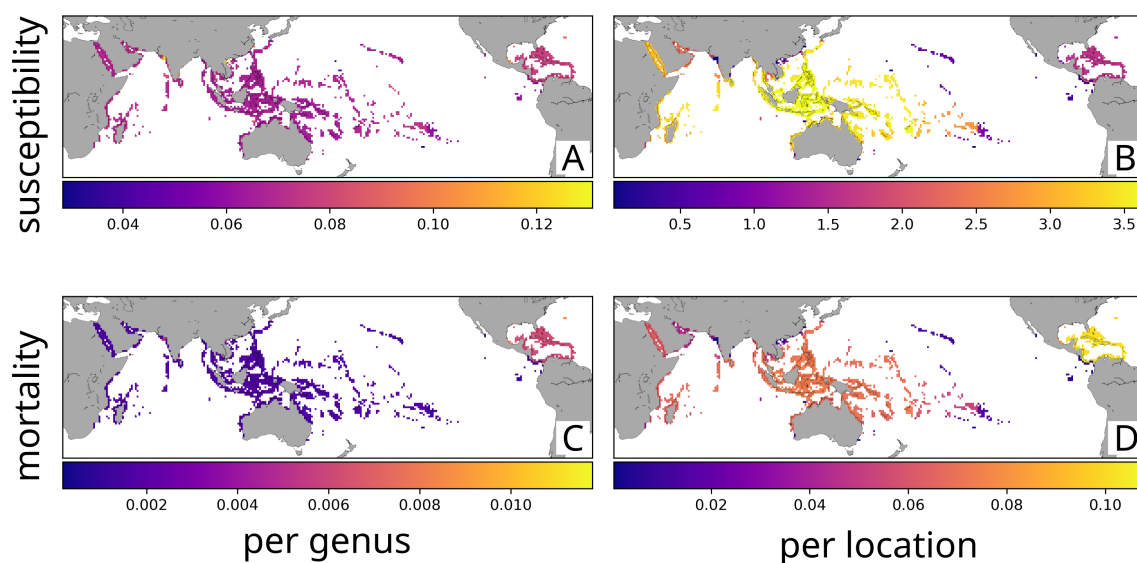 susceptibility
A
B
0.04 0.06 0.08 0.10 0.12
0.5 1.0 1.5 2.0 2.5 3.0 3.5
mortality
C
D
0.002 0.004 0.006 0.008 0.010
0.02 0.04 0.06 0.08 0.10
per genus
per location